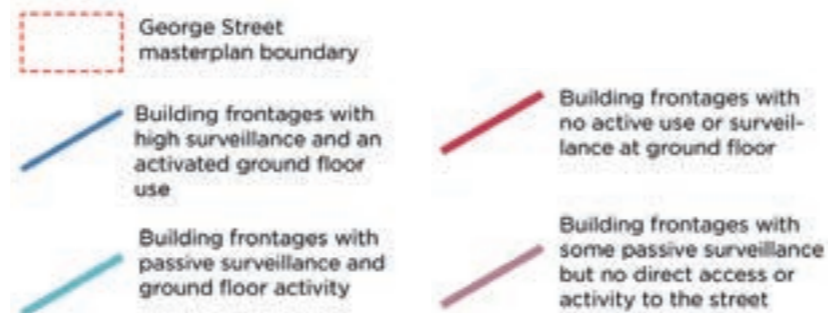 George Street
masterplan boundary
Building frontages with
high surveillance and an
activated ground floor
use
Building frontages with
passive surveillance and
ground floor activity
Building frontages with
no active use or surveil-
lance at ground floor
Building frontages with
some passive surveillance
but no direct access or
activity to the street